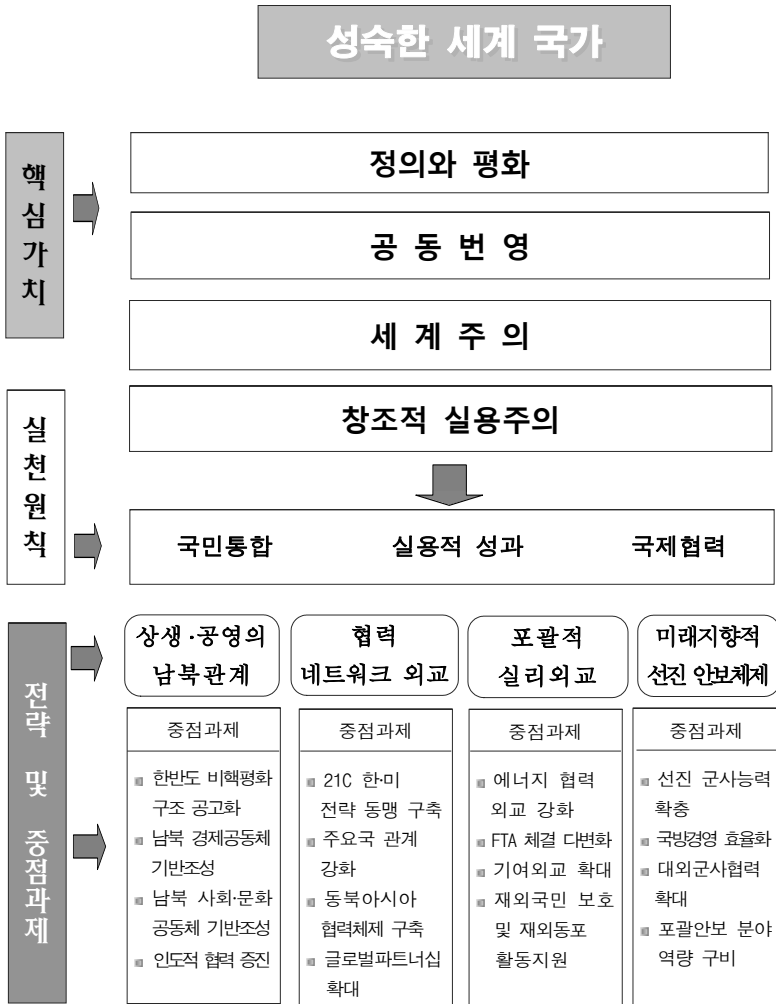 성숙한 세계 국가
핵심가치
정의와 평화
공 동 번 영
세 계 주 의
실천원칙
창조적 실용주의
국민통합 실용적 성과 국제협력
전략 및 중점과제
상생·공영의
남북관계
협력
네트워크 외교
포괄적
실리외교
미래지향적
선진 안보체제
중점과제
한반도 비핵평화
구조 공고화
남북 경제공동체
기반조성
남북 사회·문화
공동체 기반조성
인도적 협력 증진
중점과제
21C 한·미
전략 동맹 구축
주요국 관계
강화
동북아시아
협력체제 구축
글로벌파트너십
확대
중점과제
에너지 협력
외교 강화
FTA 체결 다변화
기여외교 확대
재외국민 보호
및 재외동포
활동지원
중점과제
선진 군사능력
확충
국방경영 효율화
대외군사협력
확대
포괄안보 분야
역량 구비